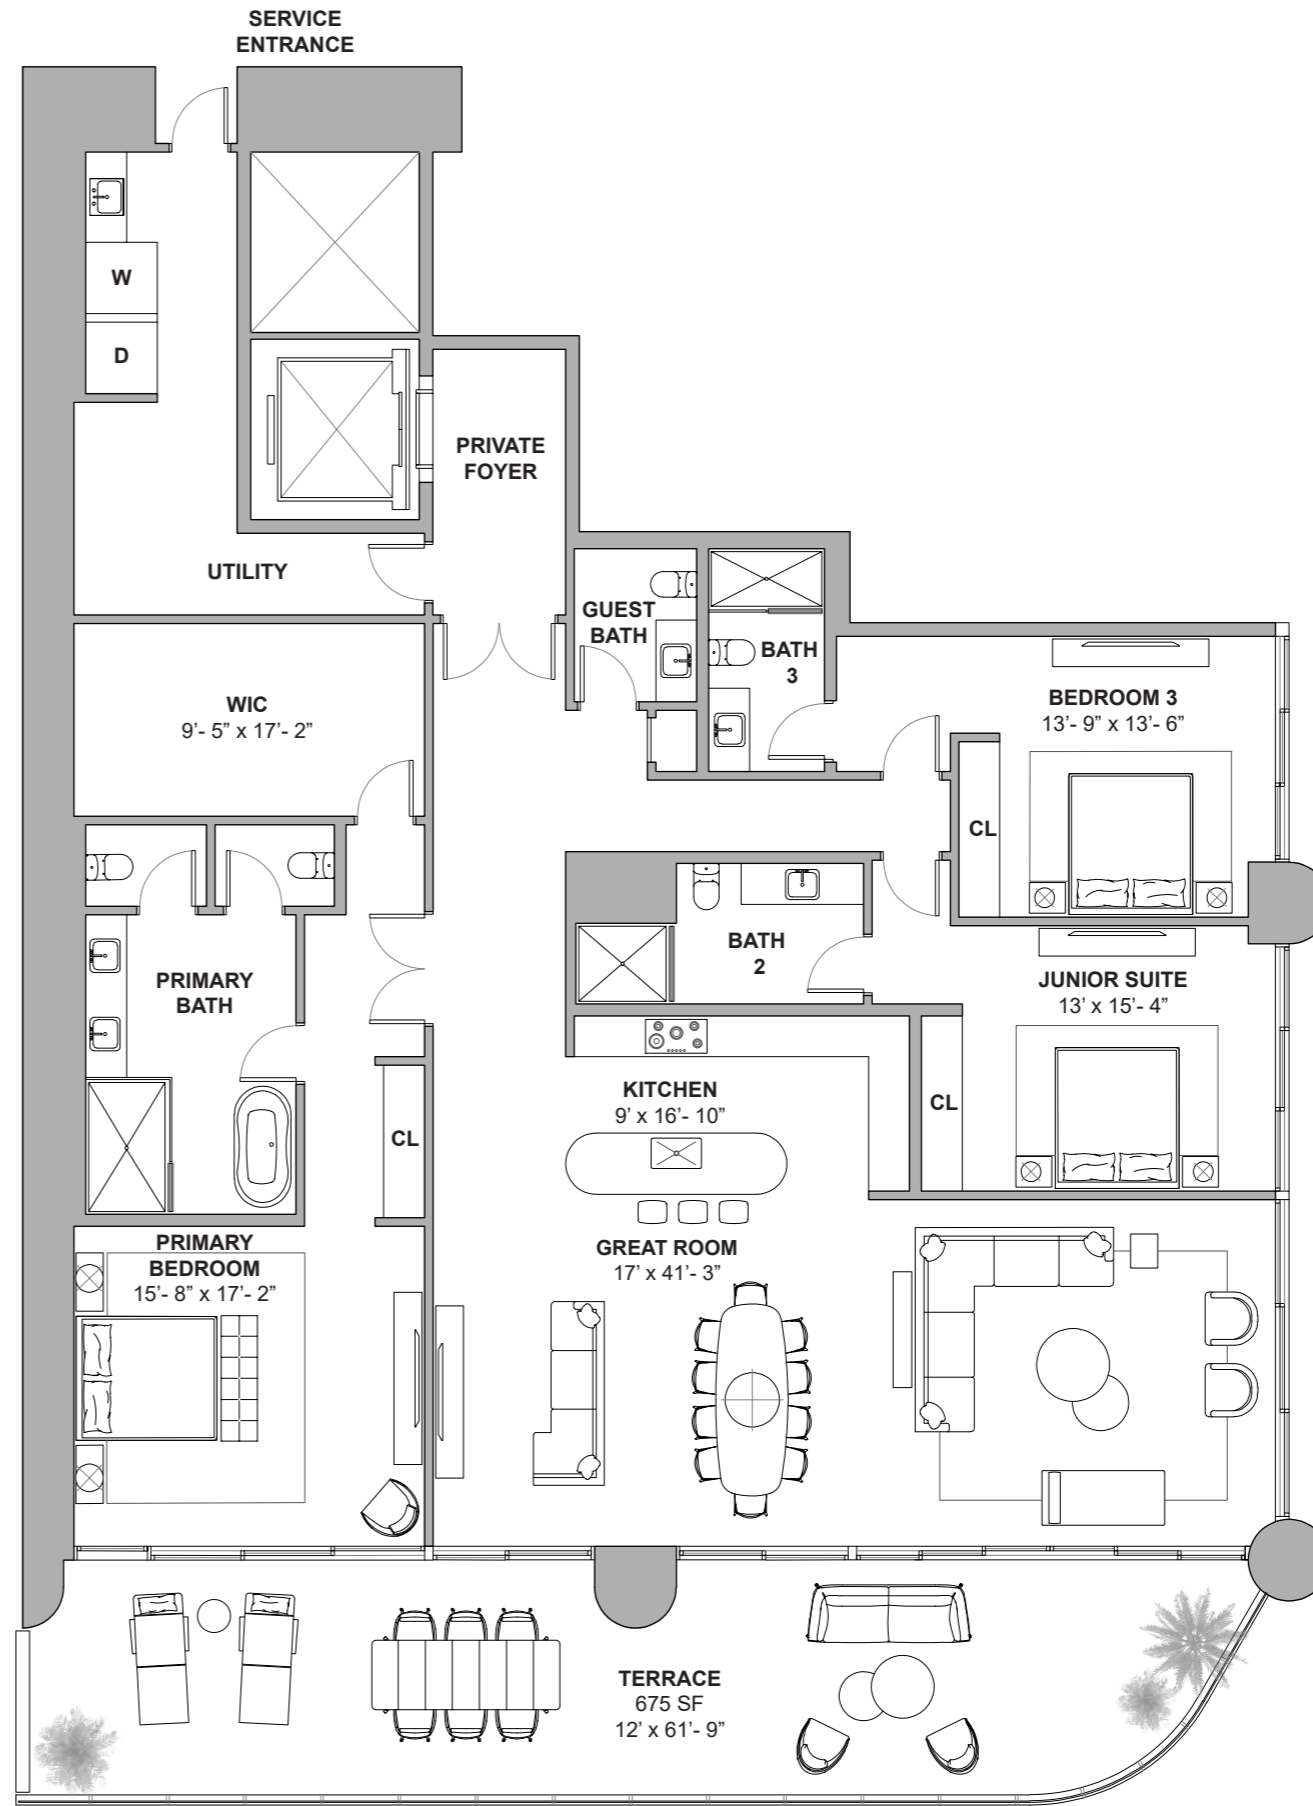 SERVICE
ENTRANCE
W
D
PRIVATE
FOYER
UTILITY
GUEST
BATH
BATH
3
WIC
9’- 5” x 17’- 2”
BEDROOM 3
13’- 9” x 13’- 6”
CL
PRIMARY
BATH
BATH
2
JUNIOR SUITE
13’ x 15’- 4”
KITCHEN
9’ x 16’- 10”
CL
CL
PRIMARY
BEDROOM
15’- 8” x 17’- 2”
GREAT ROOM
17’ x 41’- 3”
TERRACE
675 SF
12’ x 61’- 9”